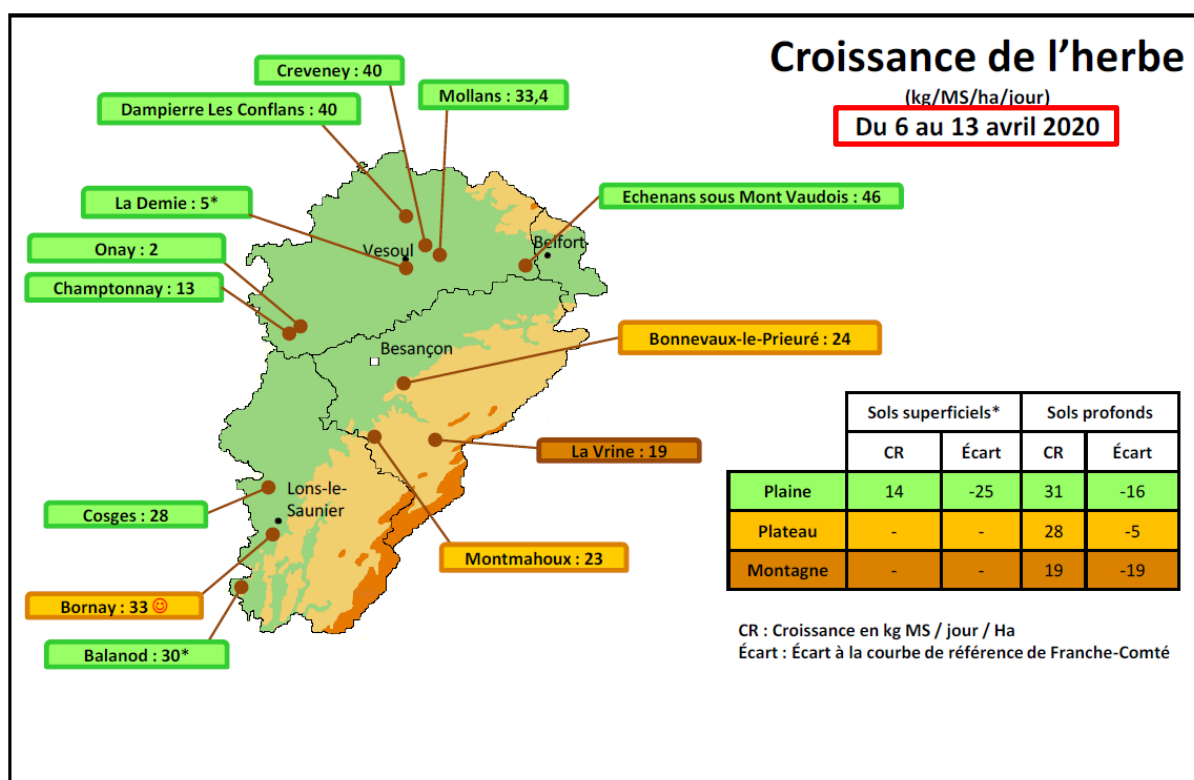 Croissance de l’herbe
(kg/MS/ha/jour)
Du 6 au 13 avril 2020
Creveney : 40
Mollans : 33,4
Dampierre Les Conflans : 40
La Demie : 5*
Echenans sous Mont Vaudois : 46
Onay : 2
Champtonnay : 13
Vesoul
Belfort
Besançon
Bonnevaux-le-Prieuré : 24
La Vrine : 19
Lons-le-
Saunier
Cosges : 28
Montmahoux : 23
Bornay : 33 ☺
Balanod : 30*
Sols superficiels* Sols profonds
CR Écart CR Écart
Plaine 14 -25 31 -16
Plateau - - 28 -5
Montagne - - 19 -19
CR : Croissance en kg MS / jour / Ha
Écart : Écart à la courbe de référence de Franche-Comté